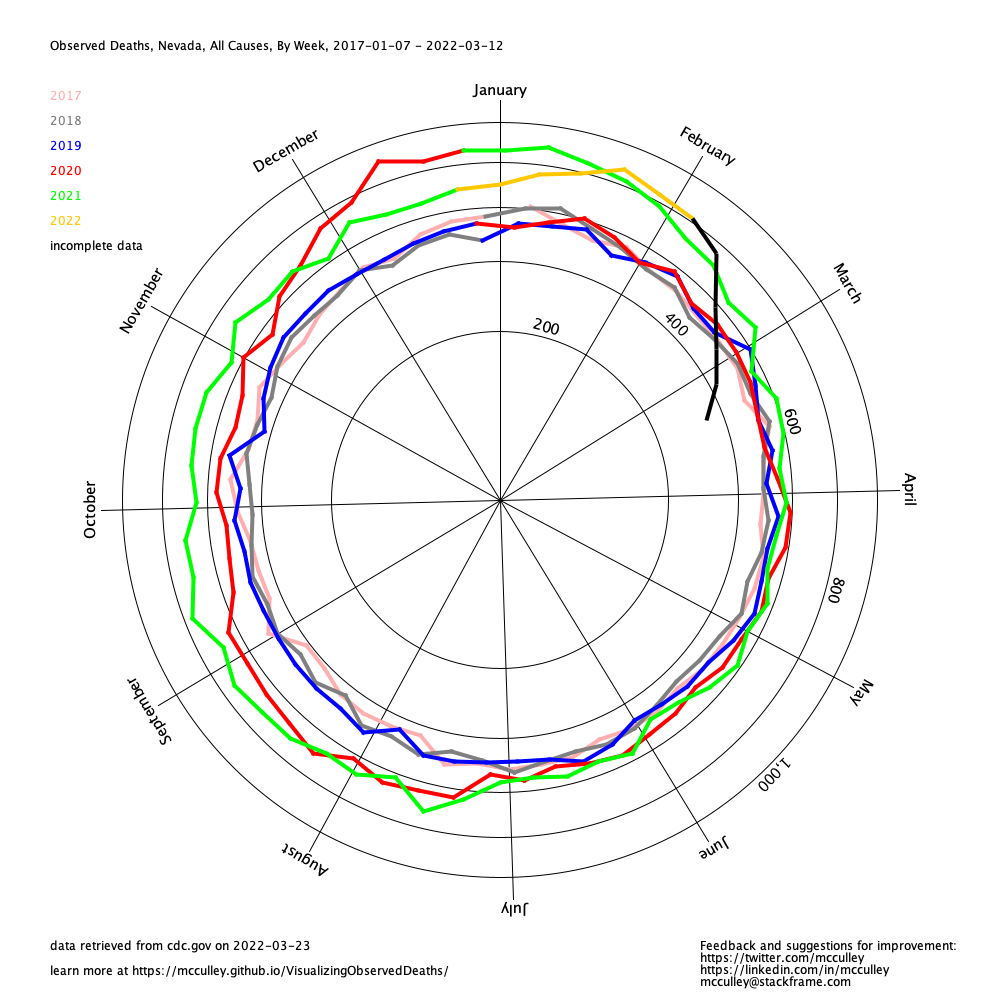 Observed Deaths, Nevada, All Causes, By Week, 2017-01-07 - 2022-03-12
January
2017
2018
2019
2020
2021
2022
incomplete data
December
February
November
March
200
400
600
October
April
800
September
May
1,000
August
June
July
data retrieved from cdc.gov on 2022-03-23
learn more at https://mcculley.github.io/VisualizingObservedDeaths/
Feedback and suggestions for improvement:
https://twitter.com/mcculley
https://linkedin.com/in/mcculley
mcculley@stackframe.com